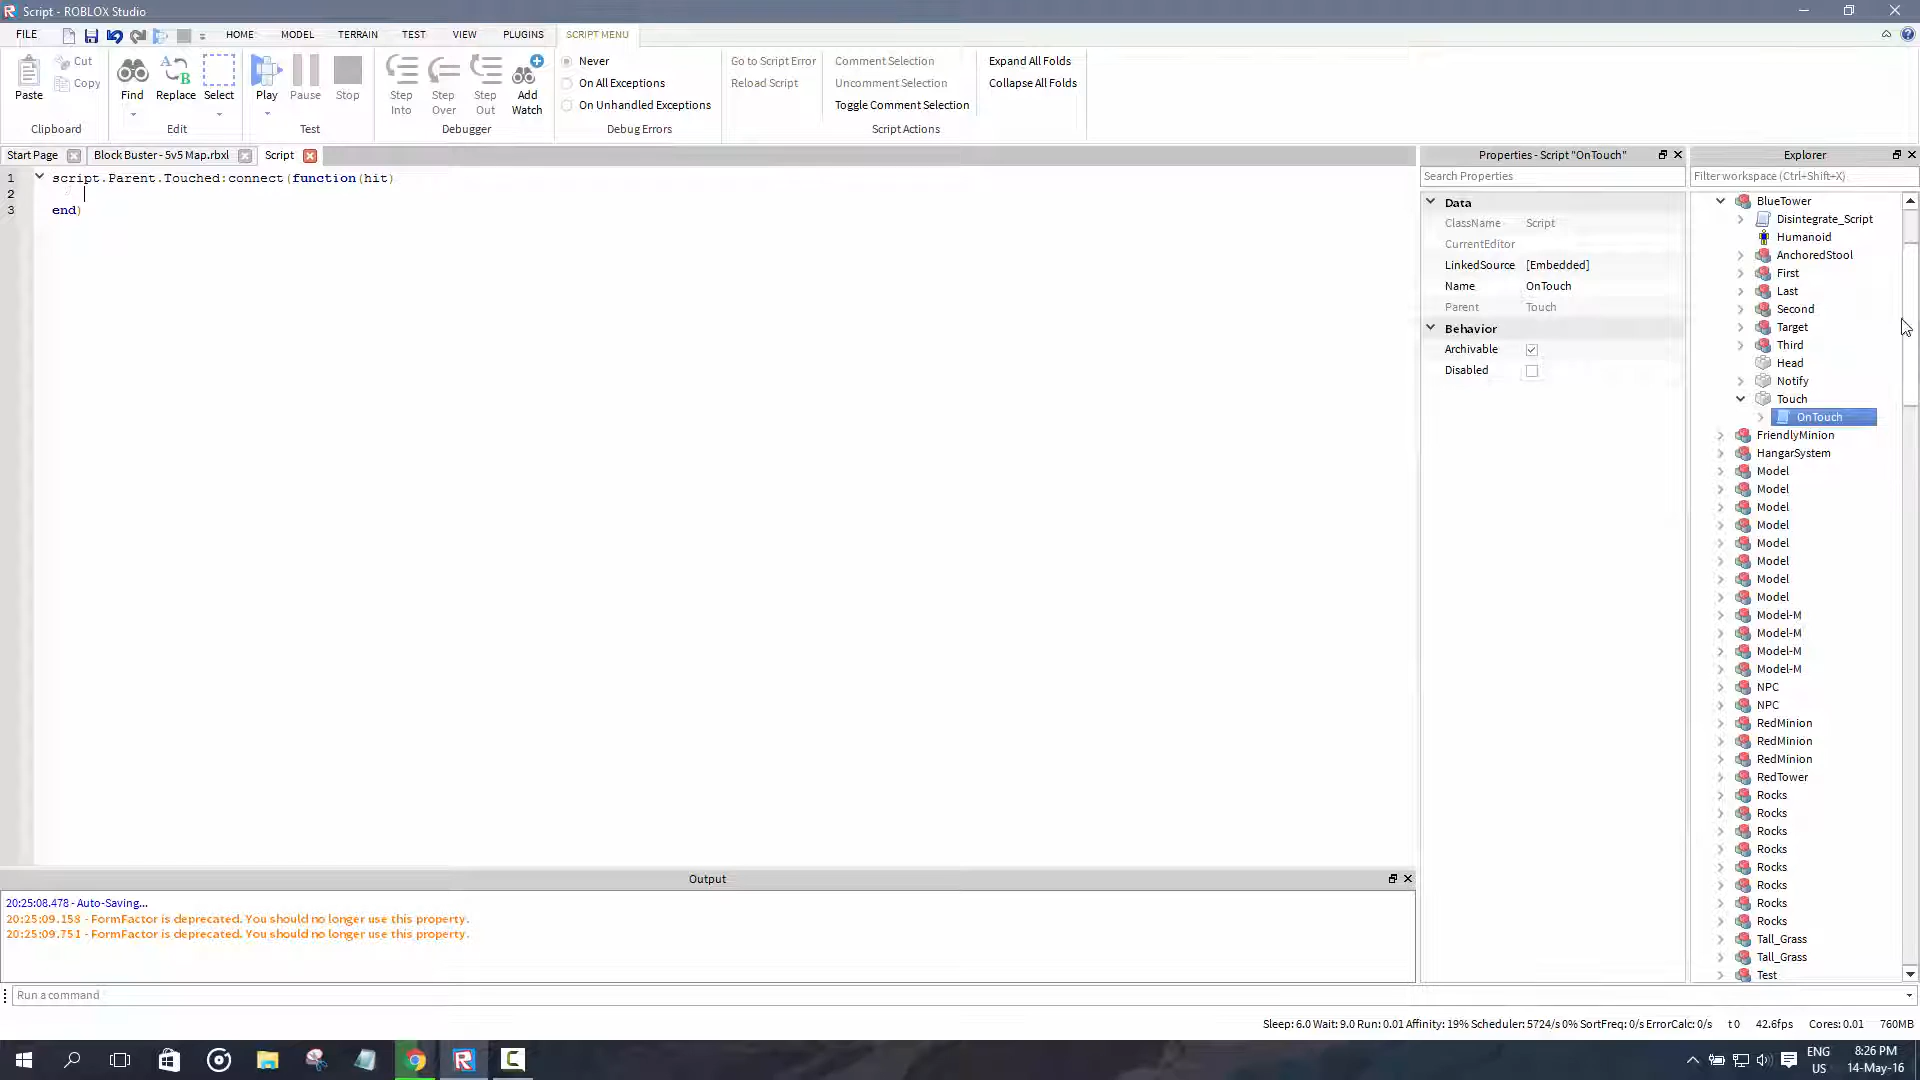 Script - ROBLOX Studio
FILE HOME MODEL TERRAIN TEST VIEW PLUGINS SCRIPT MENU
Paste Cut Copy
Clipboard
Find Replace Select
Edit
Play Pause Stop
Test
Step Into Step Over Step Out Add Watch
Debugger
Never
On All Exceptions
On Unhandled Exceptions
Debug Errors
Go to Script Error
Reload Script
Comment Selection
Uncomment Selection
Toggle Comment Selection
Script Actions
Expand All Folds
Collapse All Folds
Start Page Block Buster - 5v5 Map.rbxl Script
1 script.Parent.Touched:connect(function(hit)
2
3 end)
Properties - Script "OnTouch"
Search Properties
Data
ClassName Script
CurrentEditor
LinkedSource [Embedded]
Name OnTouch
Parent Touch
Behavior
Archivable
Disabled
Explorer
Filter workspace (Ctrl+Shift+X)
BlueTower
Disintegrate_Script
Humanoid
AnchoredStool
First
Last
Second
Target
Third
Head
Notify
Touch
OnTouch
FriendlyMinion
HangarSystem
Model
Model
Model
Model
Model
Model
Model
Model
Model-M
Model-M
Model-M
Model-M
NPC
NPC
RedMinion
RedMinion
RedMinion
RedTower
Rocks
Rocks
Rocks
Rocks
Rocks
Rocks
Rocks
Rocks
Tall_Grass
Tall_Grass
Test
Output
20:25:08.478 - Auto-Saving...
20:25:09.158 - FormFactor is deprecated. You should no longer use this property.
20:25:09.751 - FormFactor is deprecated. You should no longer use this property.
Run a command
Sleep: 6.0 Wait: 9.0 Run: 0.01 Affinity: 19% Scheduler: 5724/s 0% SortFreq: 0/s ErrorCalc: 0/s t 0 42.6fps Cores: 0.01 760MB
ENG
US
8:26 PM
14-May-16